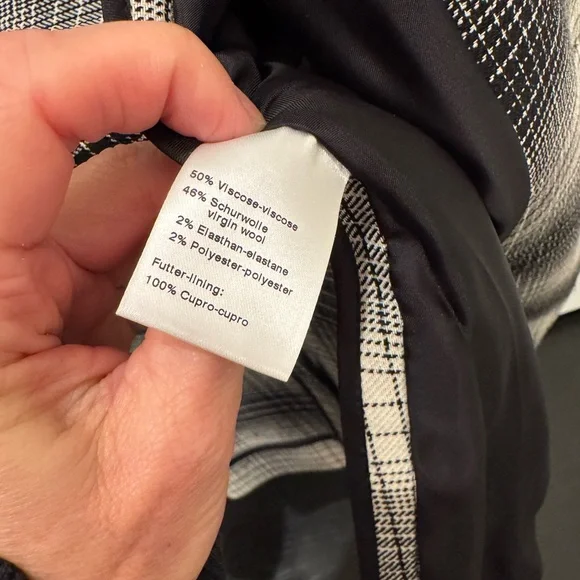 50% Viscose-viscose
46% Schurwolle
virgin wool
2% Elasthan-elastane
2% Polyester-polyester
Futter-lining:
100% Cupro-cupro